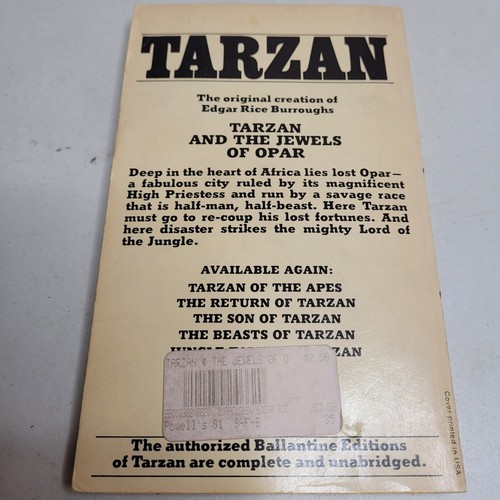 TARZAN
The original creation of
Edgar Rice Burroughs
TARZAN
AND THE JEWELS
OF OPAR
Deep in the heart of Africa lies lost Opar—
a fabulous city ruled by its magnificent
High Priestess and run by a savage race
that is half-man, half-beast. Here Tarzan
must go to re-coup his lost fortunes. And
here disaster strikes the mighty Lord of
the Jungle.
AVAILABLE AGAIN:
TARZAN OF THE APES
THE RETURN OF TARZAN
THE SON OF TARZAN
THE BEASTS OF TARZAN
TARZAN & THE JEWELS OF O
Powell's 81 S-F-B
The authorized Ballantine Editions
of Tarzan are complete and unabridged.
Cover printed in USA